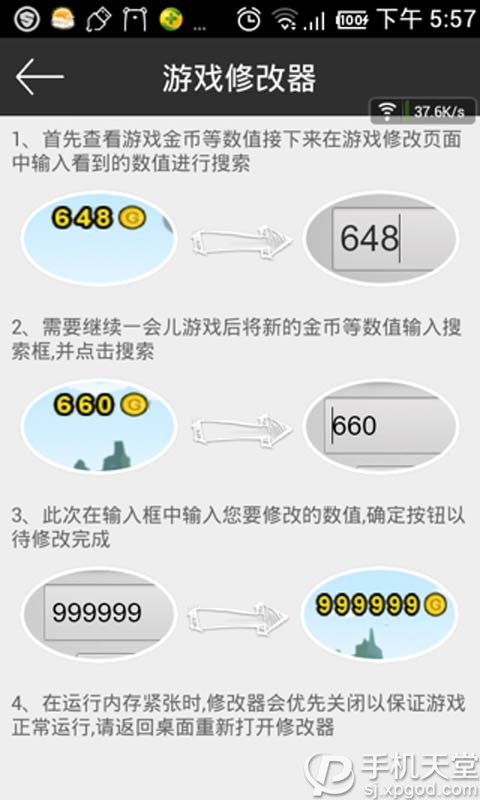 ... 100 下午 5:57
游戏修改器
37.6K/s
1、首先查看游戏金币等数值接下来在游戏修改页面
中输入看到的数值进行搜索
648 G
648
2、需要继续一会儿游戏后将新的金币等数值输入搜
索框,并点击搜索
660 G
660
3、此次在输入框中输入您要修改的数值,确定按钮以
待修改完成
999999
999999 G
4、在运行内存紧张时,修改器会优先关闭以保证游戏
正常运行,请返回桌面重新打开修改器
手机天堂
sj.xpgod.com